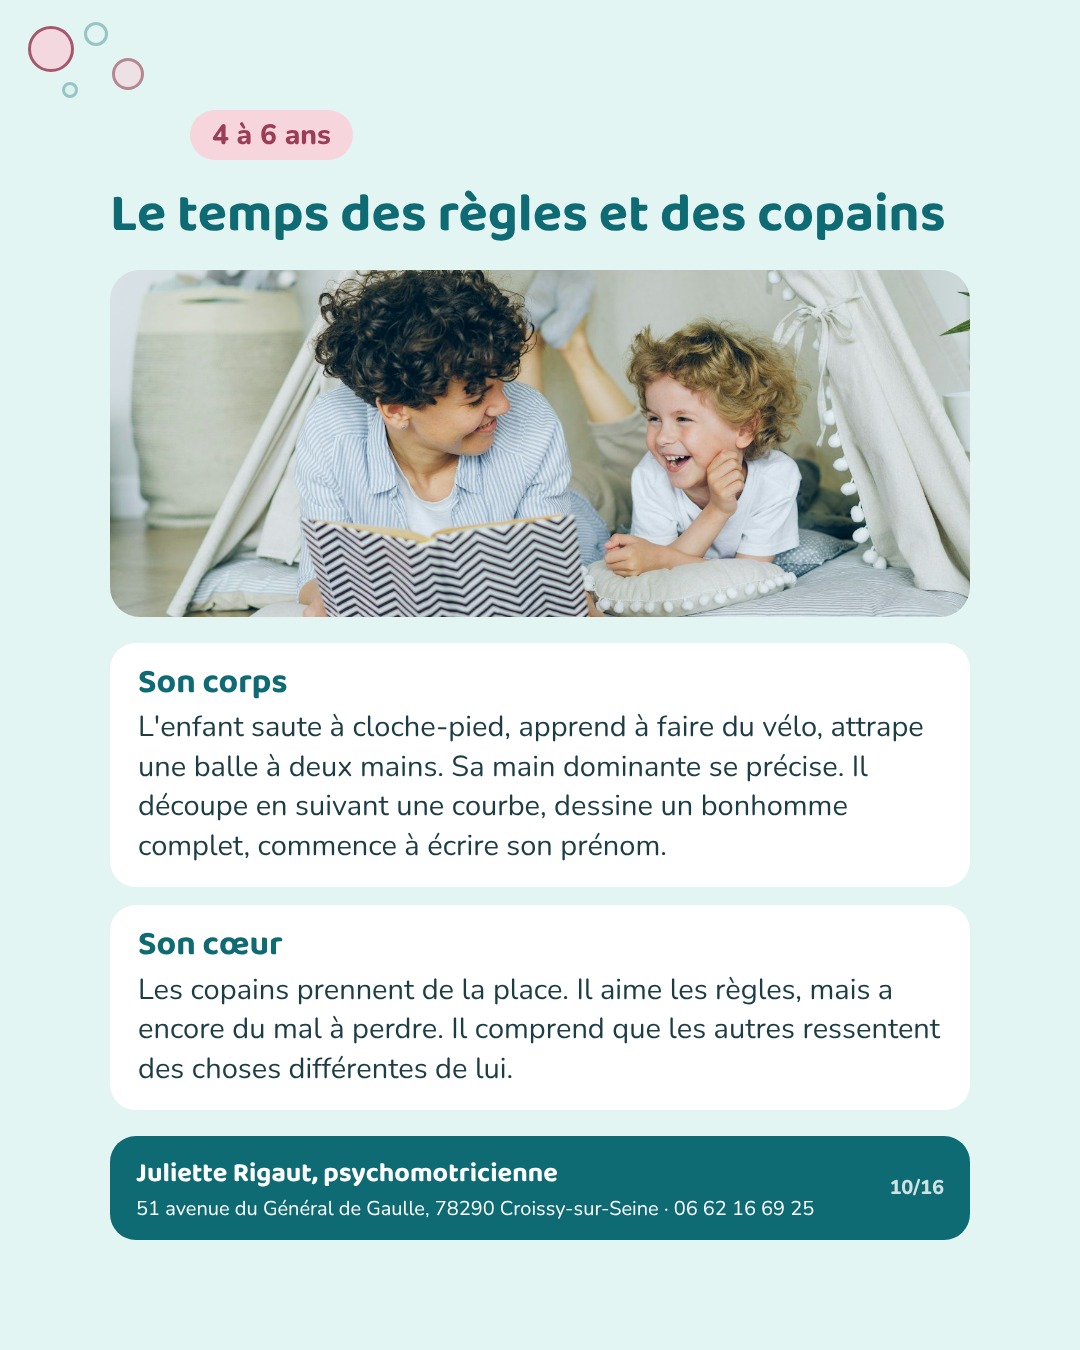 4 à 6 ans
Le temps des règles et des copains
Son corps
L'enfant saute à cloche-pied, apprend à faire du vélo, attrape
une balle à deux mains. Sa main dominante se précise. Il
découpe en suivant une courbe, dessine un bonhomme
complet, commence à écrire son prénom.
Son cœur
Les copains prennent de la place. Il aime les règles, mais a
encore du mal à perdre. Il comprend que les autres ressentent
des choses différentes de lui.
Juliette Rigaut, psychomotricienne
51 avenue du Général de Gaulle, 78290 Croissy-sur-Seine · 06 62 16 69 25
10/16